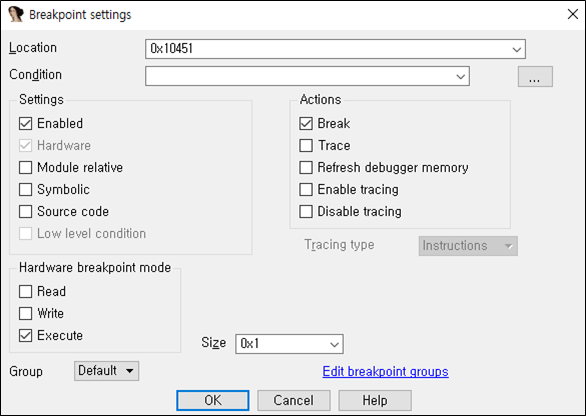 Breakpoint settings
Location 0x10451
Condition ...
Settings Actions
Enabled Break
Hardware Trace
Module relative Refresh debugger memory
Symbolic Enable tracing
Source code Disable tracing
Low level condition
Tracing type Instructions
Hardware breakpoint mode
Read
Write
Execute Size 0x1
Group Default Edit breakpoint groups
OK Cancel Help